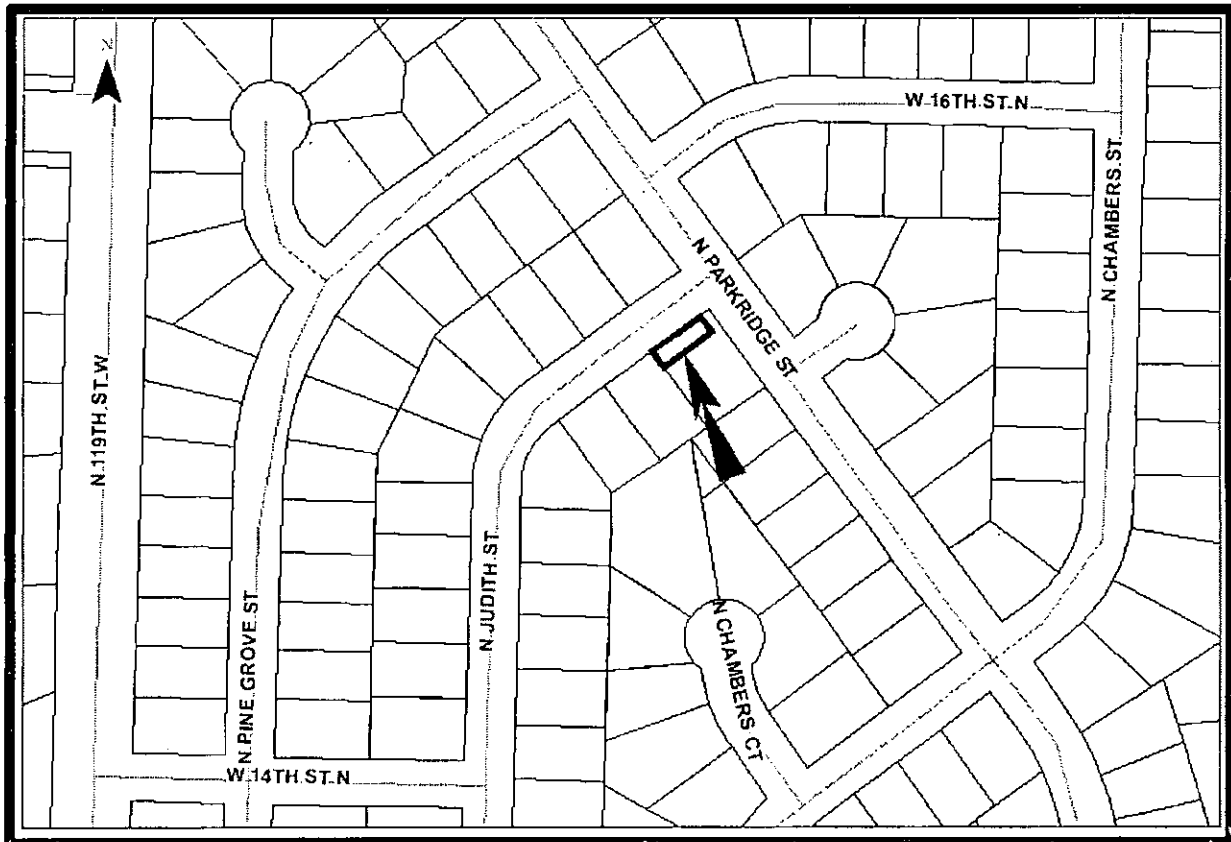 Z
W 16TH ST N
N CHAMBERS ST
N PARKRIDGE ST
N 119TH ST W
N JUDITH ST
N PINE GROVE ST
N CHAMBERS CT
W 14TH ST N